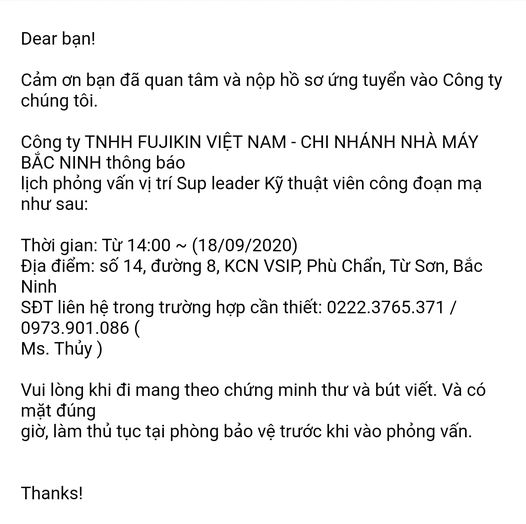 Dear bạn!
Cảm ơn bạn đã quan tâm và nộp hồ sơ ứng tuyển vào Công ty
chúng tôi.
Công ty TNHH FUJIKIN VIỆT NAM - CHI NHÁNH NHÀ MÁY
BẮC NINH thông báo
lịch phỏng vấn vị trí Sup leader Kỹ thuật viên công đoạn mạ
như sau:
Thời gian: Từ 14:00 ~ (18/09/2020)
Địa điểm: số 14, đường 8, KCN VSIP, Phù Chẩn, Từ Sơn, Bắc
Ninh
SĐT liên hệ trong trường hợp cần thiết: 0222.3765.371 /
0973.901.086 (
Ms. Thủy )
Vui lòng khi đi mang theo chứng minh thư và bút viết. Và có
mặt đúng
giờ, làm thủ tục tại phòng bảo vệ trước khi vào phỏng vấn.
Thanks!